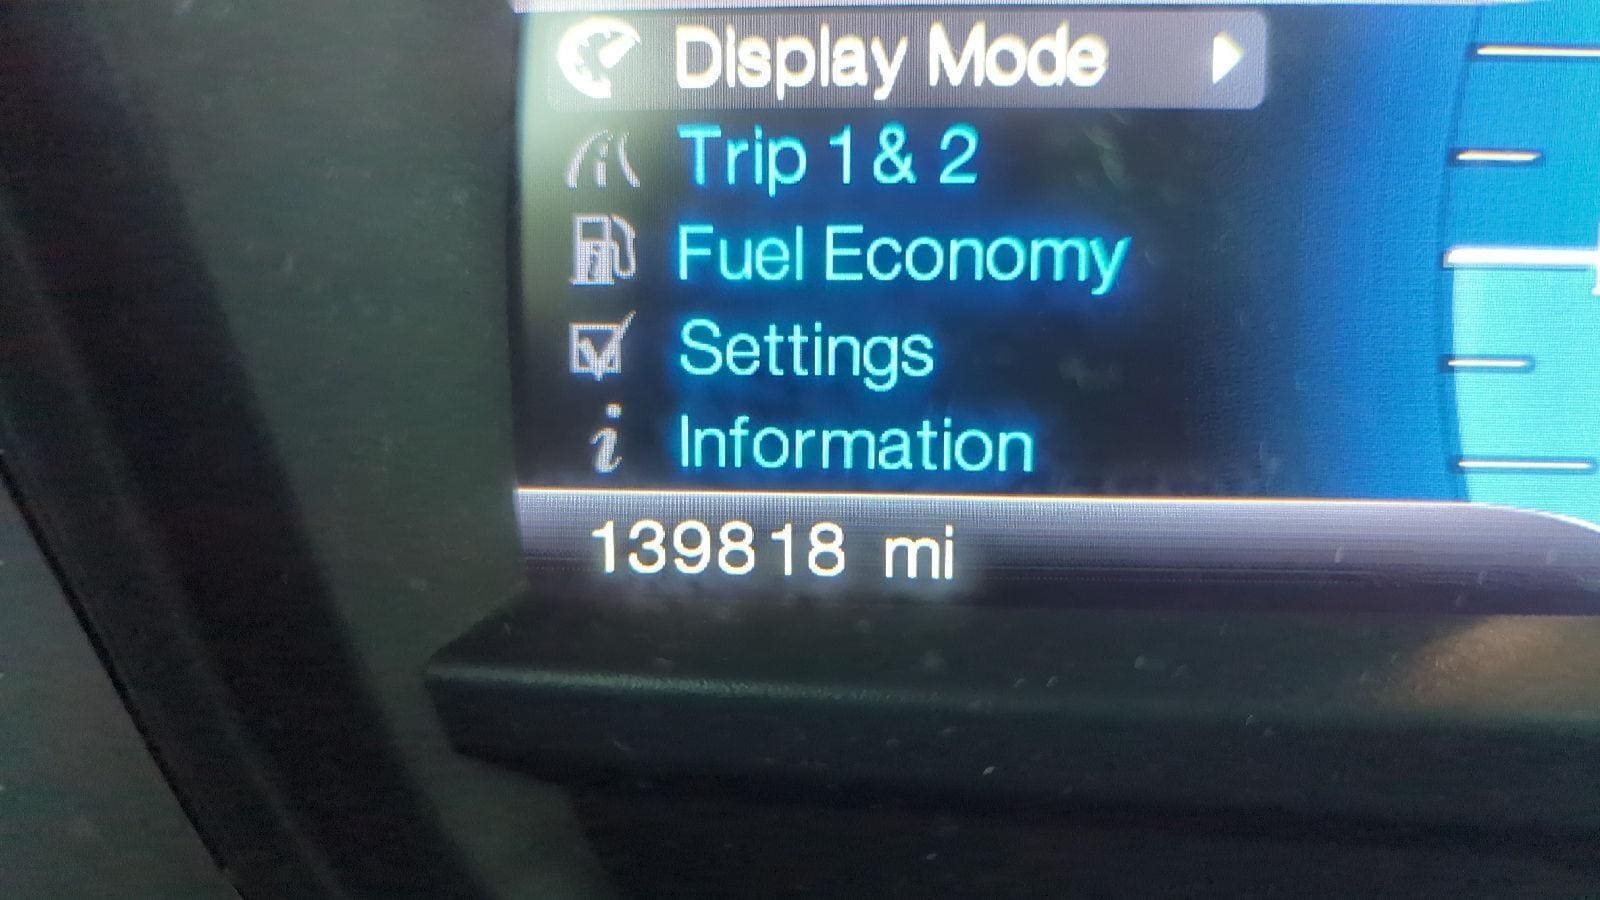 Display Mode
Trip 1 & 2
Fuel Economy
Settings
Information
139818 mi